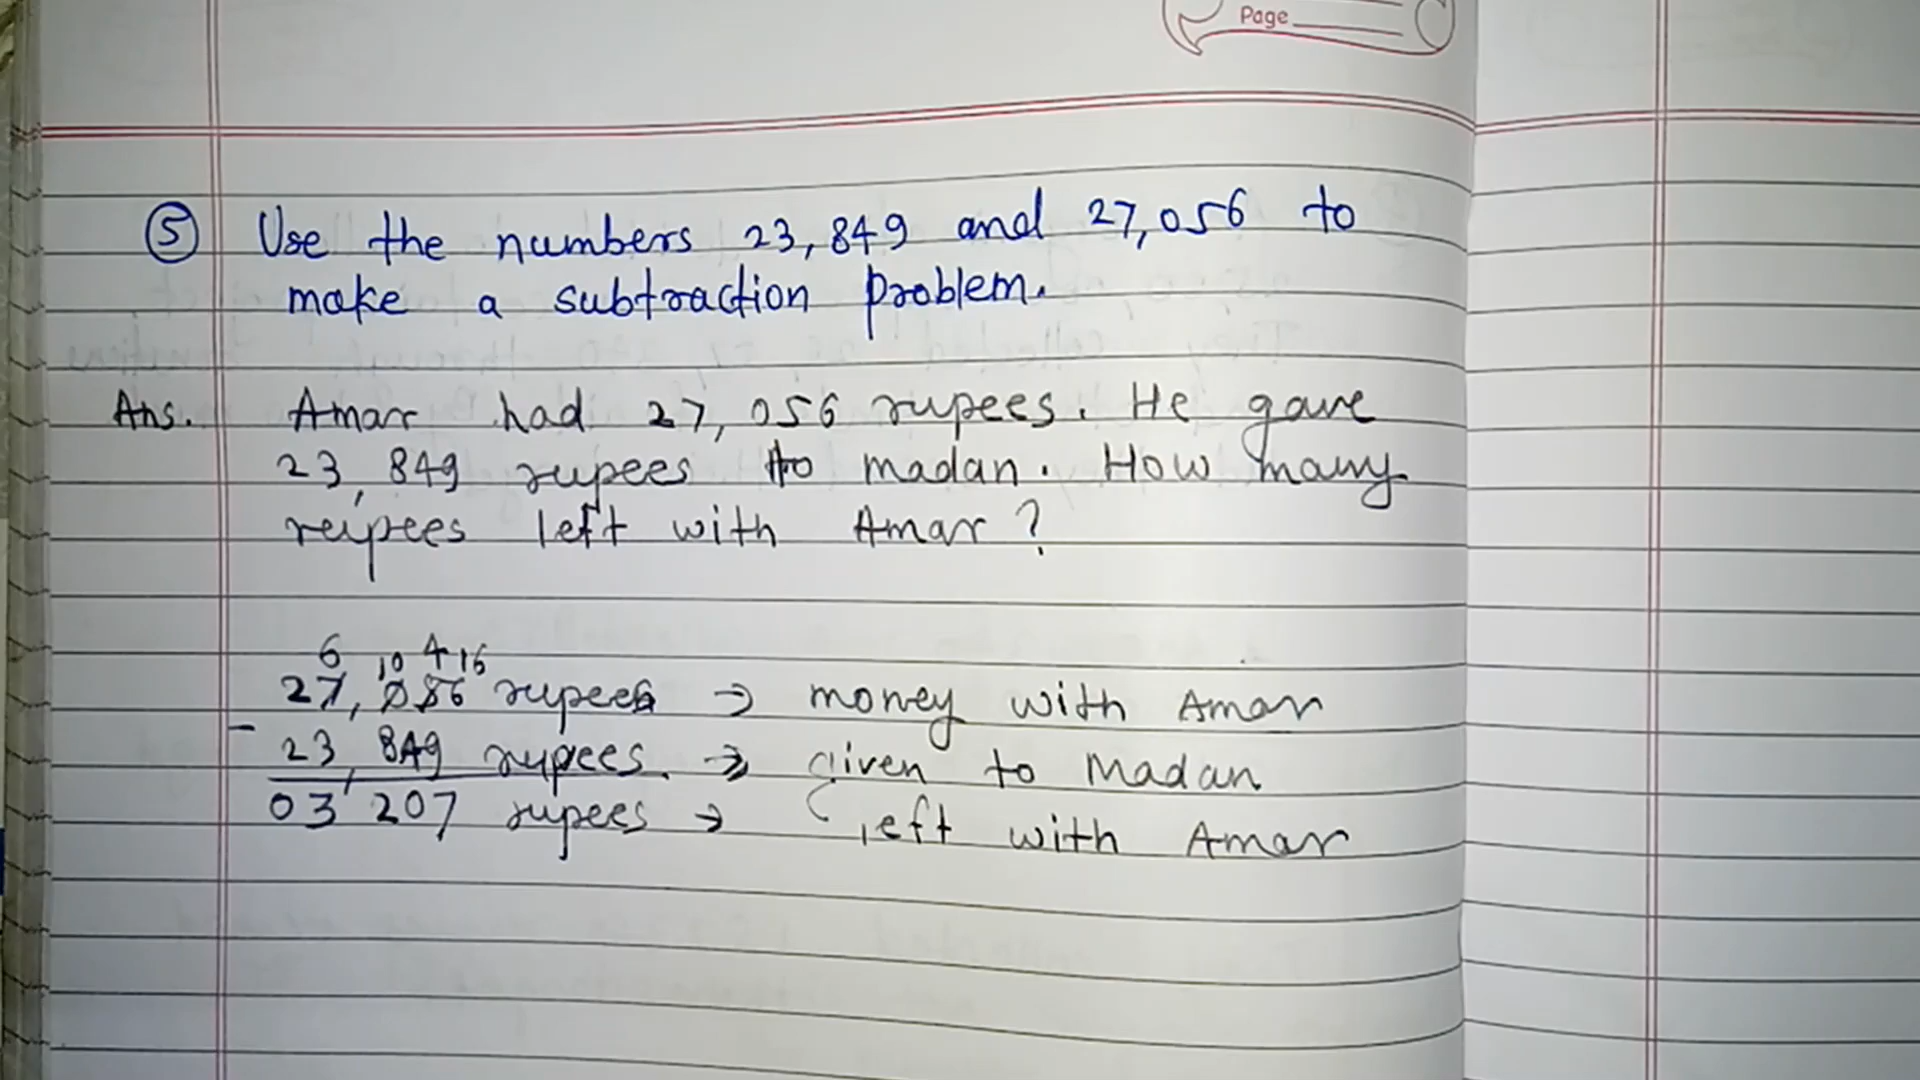 Page
5 Use the numbers 23,849 and 27,056 to
make a subtraction problem.
Ans. Amar had 27,056 rupees. He gave
23,849 rupees to madan. How many
rupees left with Amar?
6 10 4 16
27,056 rupees → money with Amar
- 23,849 rupees. → given to Madan
03,207 rupees → left with Amar